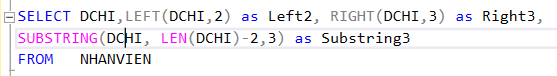 SELECT DCHI,LEFT(DCHI,2) as Left2, RIGHT(DCHI,3) as Right3,
SUBSTRING(DCHI, LEN(DCHI)-2,3) as Substring3
FROM   NHANVIEN